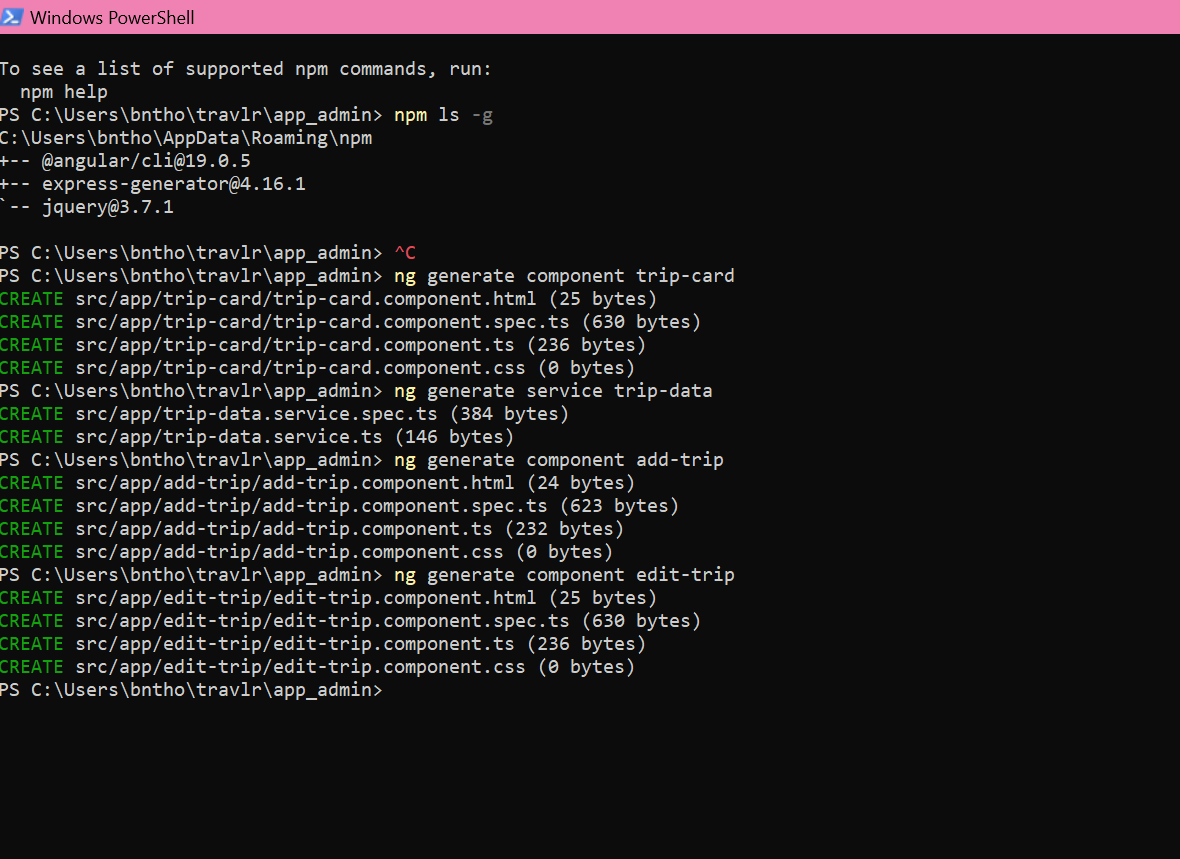 Windows PowerShell
To see a list of supported npm commands, run:
  npm help
PS C:\Users\bntho\travlr\app_admin> npm ls -g
C:\Users\bntho\AppData\Roaming\npm
+-- @angular/cli@19.0.5
+-- express-generator@4.16.1
`-- jquery@3.7.1
PS C:\Users\bntho\travlr\app_admin> ^C
PS C:\Users\bntho\travlr\app_admin> ng generate component trip-card
CREATE src/app/trip-card/trip-card.component.html (25 bytes)
CREATE src/app/trip-card/trip-card.component.spec.ts (630 bytes)
CREATE src/app/trip-card/trip-card.component.ts (236 bytes)
CREATE src/app/trip-card/trip-card.component.css (0 bytes)
PS C:\Users\bntho\travlr\app_admin> ng generate service trip-data
CREATE src/app/trip-data.service.spec.ts (384 bytes)
CREATE src/app/trip-data.service.ts (146 bytes)
PS C:\Users\bntho\travlr\app_admin> ng generate component add-trip
CREATE src/app/add-trip/add-trip.component.html (24 bytes)
CREATE src/app/add-trip/add-trip.component.spec.ts (623 bytes)
CREATE src/app/add-trip/add-trip.component.ts (232 bytes)
CREATE src/app/add-trip/add-trip.component.css (0 bytes)
PS C:\Users\bntho\travlr\app_admin> ng generate component edit-trip
CREATE src/app/edit-trip/edit-trip.component.html (25 bytes)
CREATE src/app/edit-trip/edit-trip.component.spec.ts (630 bytes)
CREATE src/app/edit-trip/edit-trip.component.ts (236 bytes)
CREATE src/app/edit-trip/edit-trip.component.css (0 bytes)
PS C:\Users\bntho\travlr\app_admin>